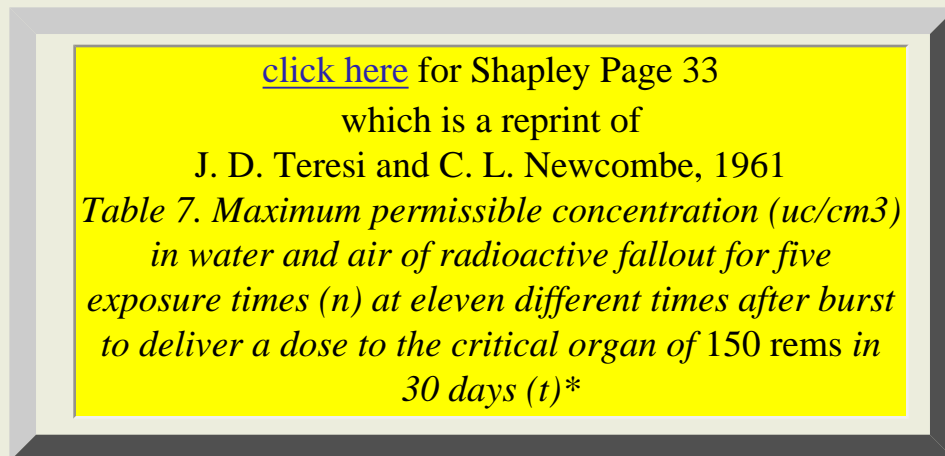 click here for Shapley Page 33
which is a reprint of
J. D. Teresi and C. L. Newcombe, 1961
Table 7. Maximum permissible concentration (uc/cm3)
in water and air of radioactive fallout for five
exposure times (n) at eleven different times after burst
to deliver a dose to the critical organ of 150 rems in
30 days (t)*